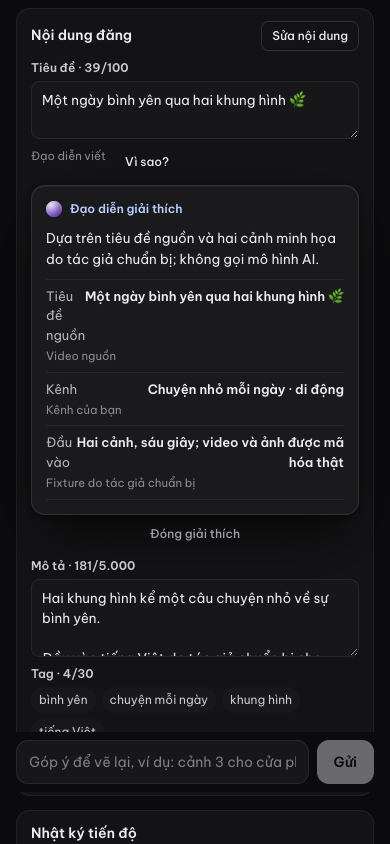 Nội dung đăng
Sửa nội dung
Tiêu đề · 39/100
Một ngày bình yên qua hai khung hình 🌿
Đạo diễn viết
Vì sao?
Đạo diễn giải thích
Dựa trên tiêu đề nguồn và hai cảnh minh họa
do tác giả chuẩn bị; không gọi mô hình AI.
Tiêu đề nguồn
Một ngày bình yên qua hai khung hình 🌿
Video nguồn
Kênh
Chuyện nhỏ mỗi ngày · di động
Kênh của bạn
Đầu vào
Hai cảnh, sáu giây; video và ảnh được mã
hóa thật
Fixture do tác giả chuẩn bị
Đóng giải thích
Mô tả · 181/5.000
Hai khung hình kể một câu chuyện nhỏ về sự
bình yên.
Tag · 4/30
bình yên
chuyện mỗi ngày
khung hình
tiếng Việt
Góp ý để vẽ lại, ví dụ: cảnh 3 cho cửa
Gửi
Nhật ký tiến độ